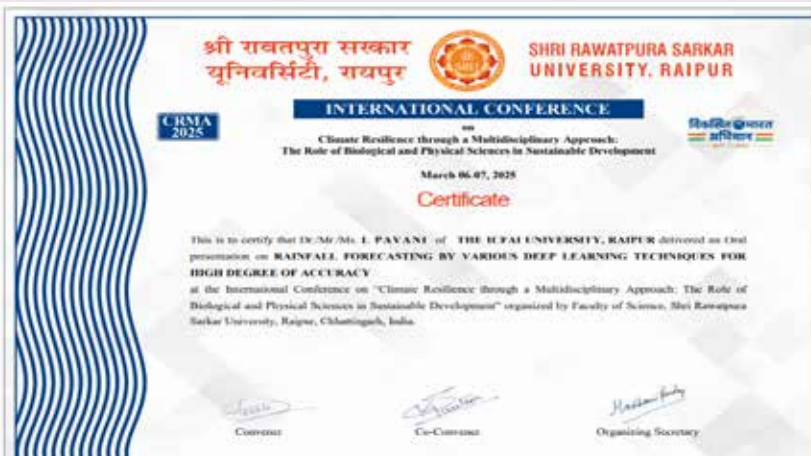 श्री रावतपुरा सरकार
यूनिवर्सिटी, रायपुर
SHRI RAWATPURA SARKAR
UNIVERSITY, RAIPUR
CRMA
2025
INTERNATIONAL CONFERENCE
on
Climate Resilience through a Multidisciplinary Approach:
The Role of Biological and Physical Sciences in Sustainable Development
विकसित भारत
अभियान
March 06-07, 2025
Certificate
This is to certify that Dr./Mr./Ms. I. PAVANI of THE ICFAI UNIVERSITY, RAIPUR delivered an Oral
presentation on RAINFALL FORECASTING BY VARIOUS DEEP LEARNING TECHNIQUES FOR
HIGH DEGREE OF ACCURACY
at the International Conference on "Climate Resilience through a Multidisciplinary Approach: The Role of
Biological and Physical Sciences in Sustainable Development" organized by Faculty of Science, Shri Rawatpura
Sarkar University, Raipur, Chhattisgarh, India.
Convener
Co-Convener
Organizing Secretary